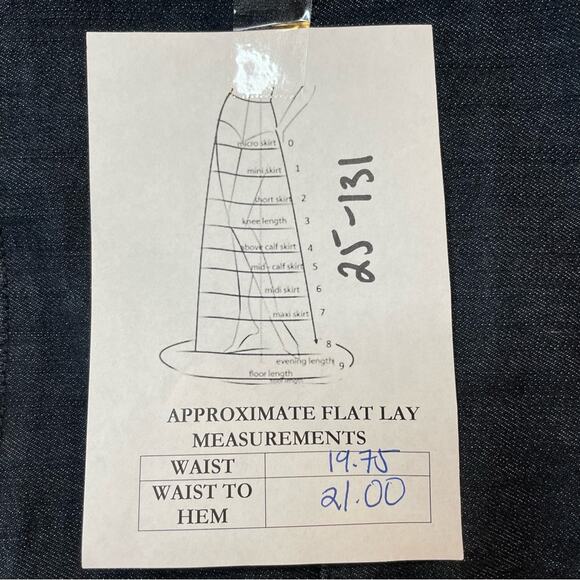 micro skirt 0
mini skirt 1
short skirt 2
knee length 3
above calf skirt 4
mid - calf skirt 5
midi skirt 6
maxi skirt 7
8
evening length
floor length 9
25-131
APPROXIMATE FLAT LAY
MEASUREMENTS
WAIST 19.75
WAIST TO
HEM 21.00